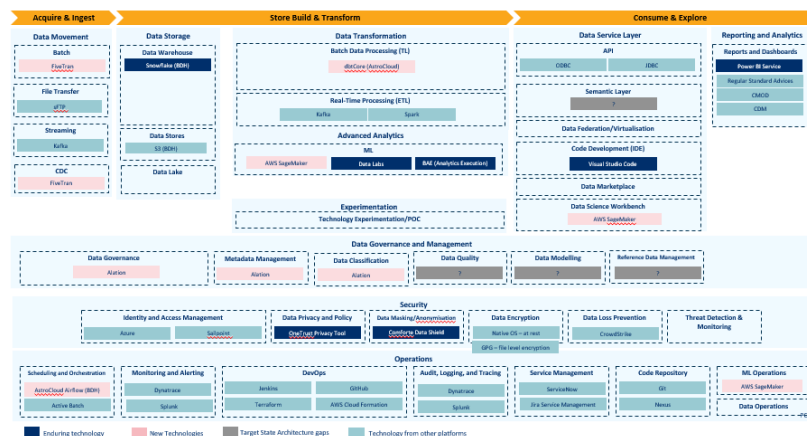 Acquire & Ingest
Store Build & Transform
Consume & Explore
Data Movement
Batch
FiveTran
File Transfer
sFTP
Streaming
Kafka
CDC
FiveTran
Data Storage
Data Warehouse
Snowflake (BDH)
Data Stores
S3 (BDH)
Data Lake
Data Transformation
Batch Data Processing (TL)
dbtCore (AstroCloud)
Real-Time Processing (ETL)
Kafka
Spark
Advanced Analytics
ML
AWS SageMaker
Data Labs
BAE (Analytics Execution)
Experimentation
Technology Experimentation/POC
Data Service Layer
API
ODBC
JDBC
Semantic Layer
?
Data Federation/Virtualisation
Code Development (IDE)
Visual Studio Code
Data Marketplace
Data Science Workbench
AWS SageMaker
Reporting and Analytics
Reports and Dashboards
Power BI Service
Regular Standard Advices
CMOD
CDM
Data Governance and Management
Data Governance
Alation
Metadata Management
Alation
Data Classification
Alation
Data Quality
?
Data Modelling
?
Reference Data Management
?
Security
Identity and Access Management
Azure
Sailpoint
Data Privacy and Policy
OneTrust Privacy Tool
Data Masking/Anonymisation
Comforte Data Shield
Data Encryption
Native OS – at rest
GPG – file level encryption
Data Loss Prevention
CrowdStrike
Threat Detection &
Monitoring
Operations
Scheduling and Orchestration
AstroCloud Airflow (BDH)
Active Batch
Monitoring and Alerting
Dynatrace
Splunk
DevOps
Jenkins
GitHub
Terraform
AWS Cloud Formation
Audit, Logging, and Tracing
Dynatrace
Splunk
Service Management
ServiceNow
Jira Service Management
Code Repository
Git
Nexus
ML Operations
AWS SageMaker
Data Operations
Enduring technology
New Technologies
Target State Architecture gaps
Technology from other platforms